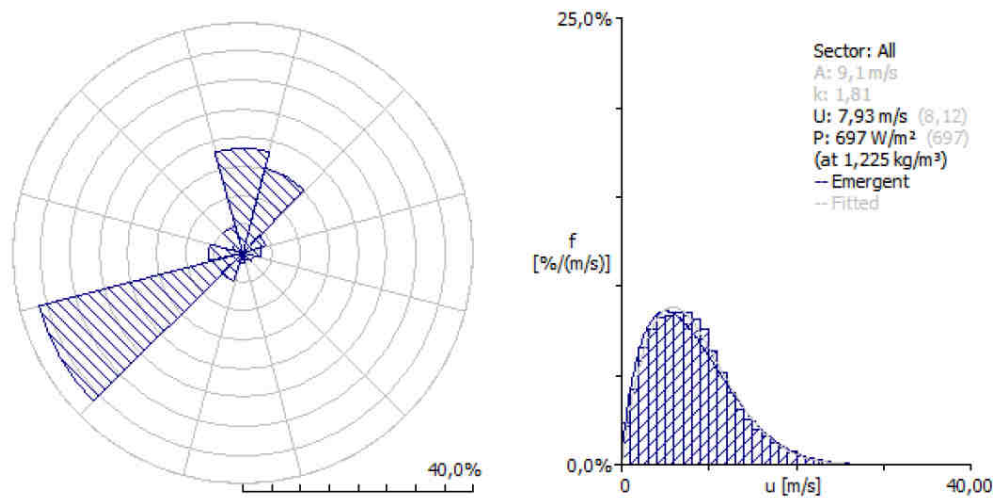 40,0%
25,0%
Sector: All
A: 9,1 m/s
k: 1,81
U: 7,93 m/s (8,12)
P: 697 W/m² (697)
(at 1,225 kg/m³)
-- Emergent
-- Fitted
f
[%/(m/s)]
0,0%
0 u [m/s] 40,00